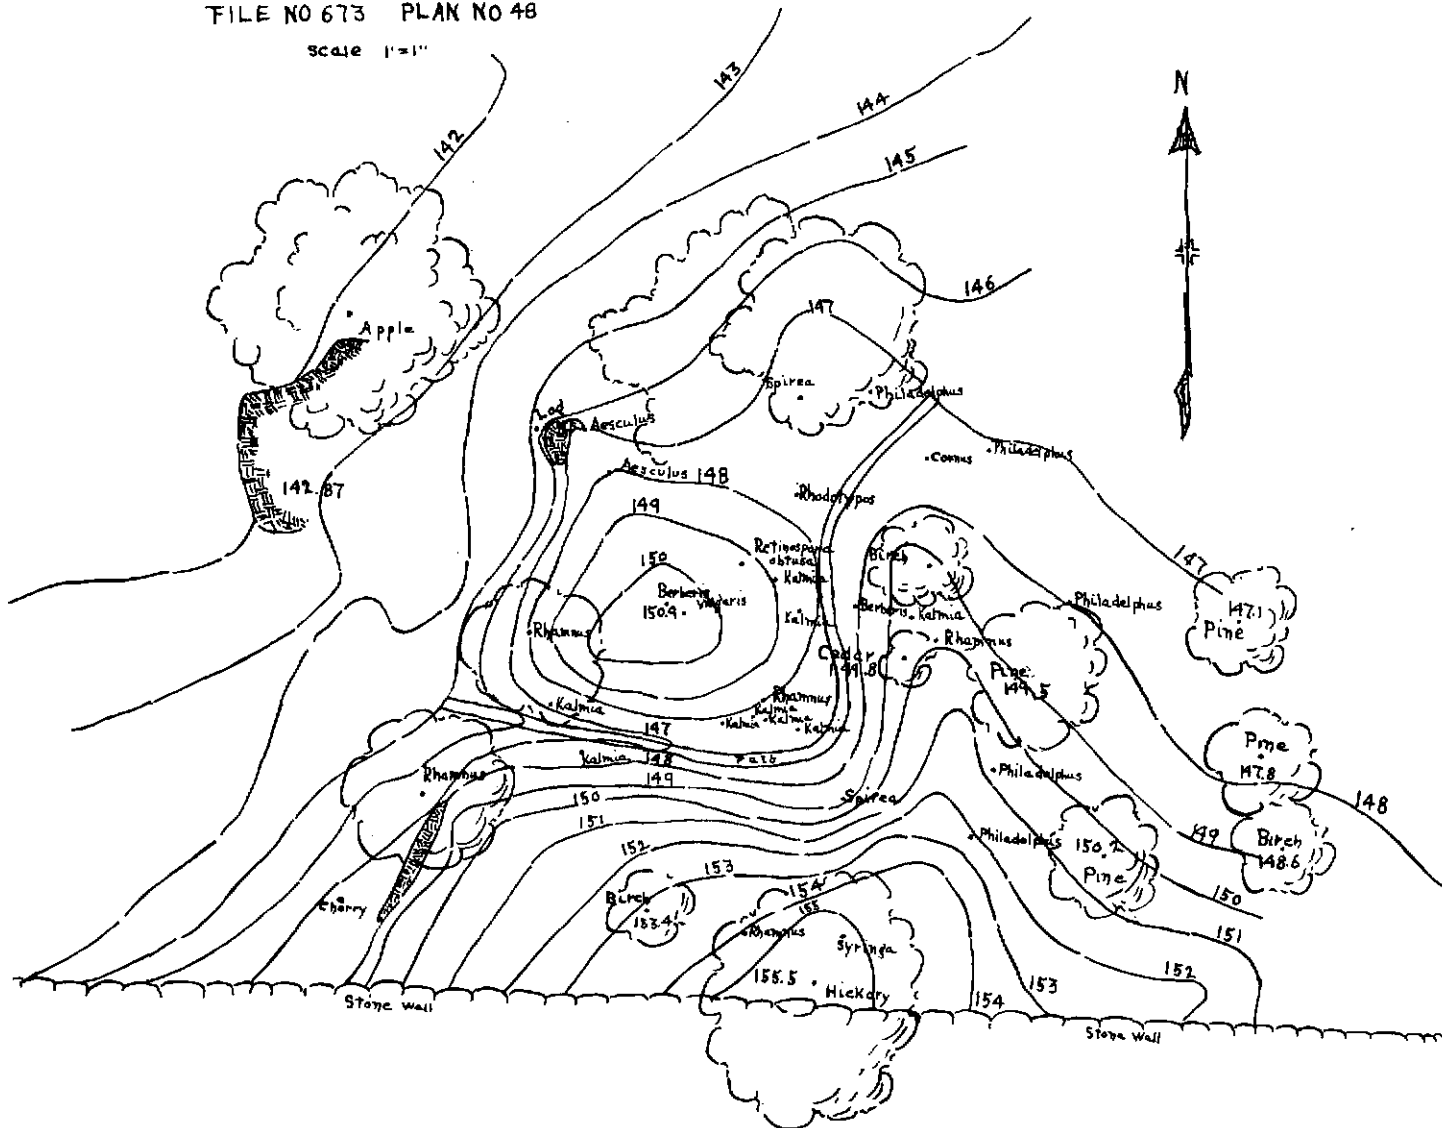 FILE NO 673 PLAN NO 48
scale 1'=1"
N
143
144
142
145
146
147
Apple
Spirea
Philadelphus
Log
Aesculus
Cornus
Philadelphus
Aesculus 148
Rhodotypos
142.87
149
147
Retinospora
obtusa
Birch
150
Kalmia
Berberis
Vulgaris
150.4
Kalmia
Berberis
Kalmia
Philadelphus
147.1
Pine
Rhamnus
Rhamnus
Cedar
Pine
149.5
Rhamnus
Kalmia
Kalmia
Kalmia
Kalmia
Kalmia
147
Kalmia
148
Path
Pine
147.8
Rhamnus
149
Philadelphus
150
Spirea
148
151
Philadelphus
150.2
149
Birch
148.6
152
153
Pine
154
Birch
153.4
155
150
Cherry
Rhamnus
Syringa
151
155.5
Hickory
152
153
154
Stone Wall
Stone Wall